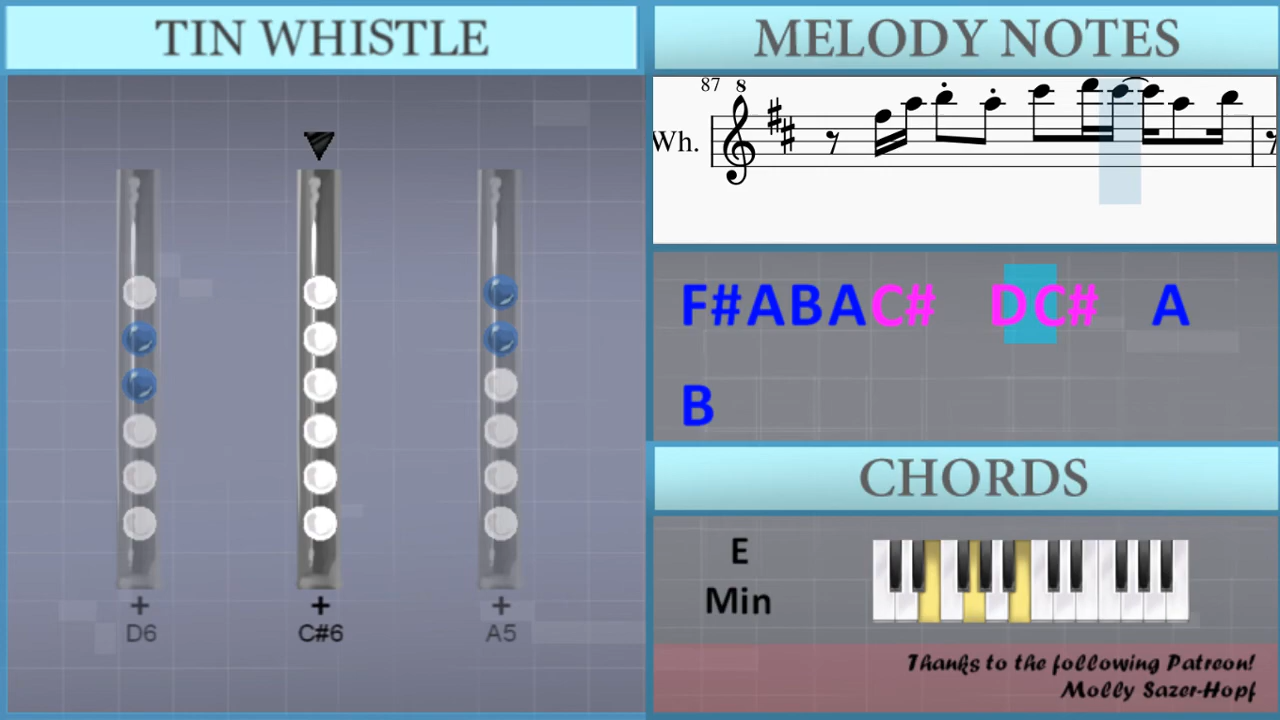 TIN WHISTLE
+
D6
+
C#6
+
A5
MELODY NOTES
87
8
Wh.
F#ABAC# DC# A
B
CHORDS
E
Min
Thanks to the following Patreon!
Molly Sazer-Hopf